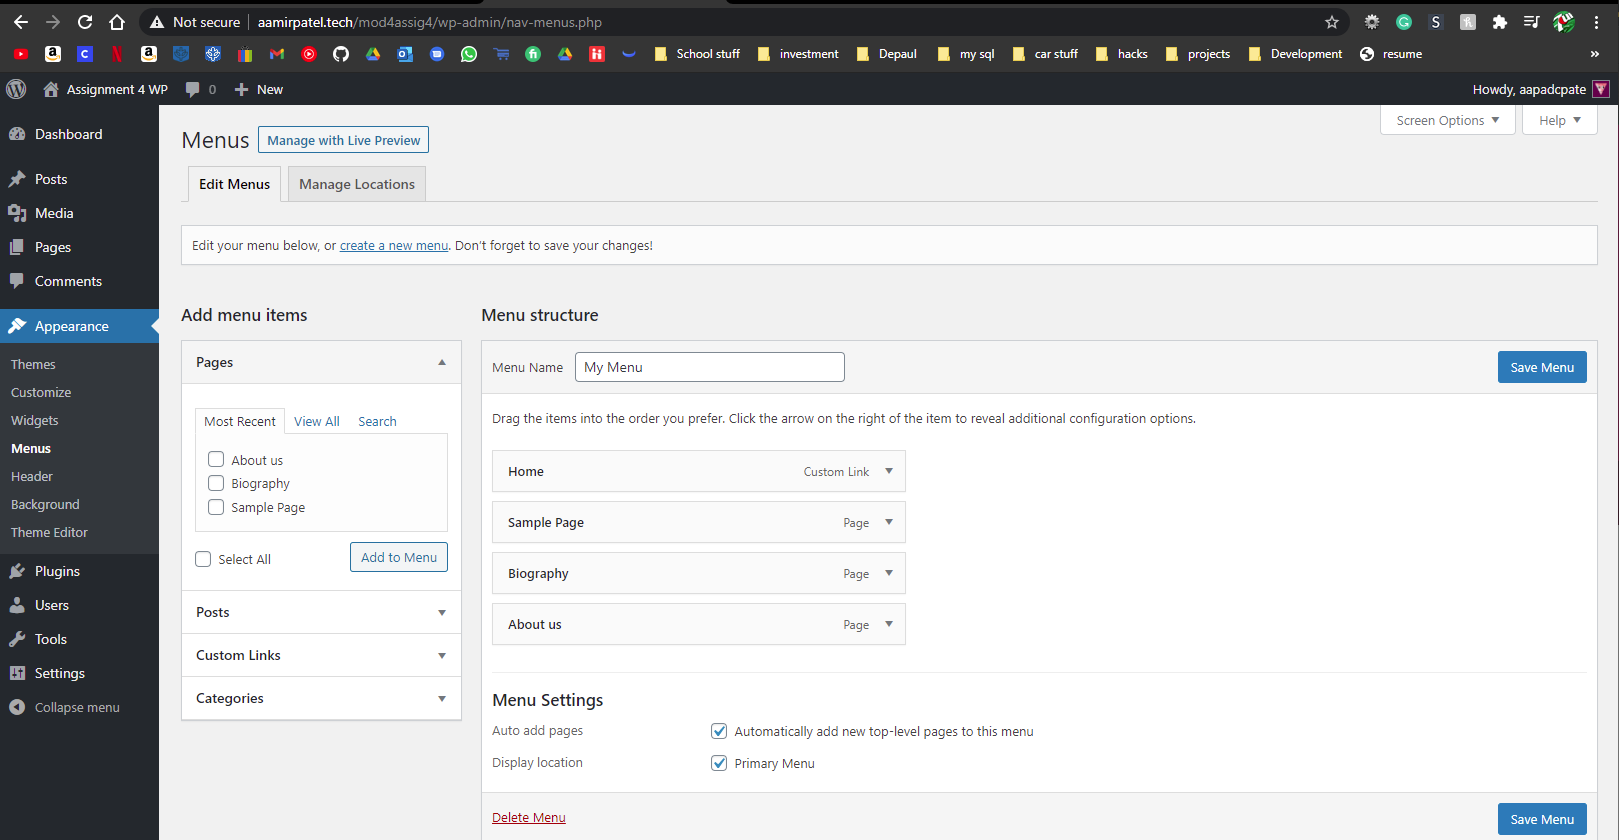 Not secure | aamirpatel.tech/mod4assig4/wp-admin/nav-menus.php
School stuff investment Depaul my sql car stuff hacks projects Development resume »
Assignment 4 WP 0 + New Howdy, aapadcpate
Dashboard
Posts
Media
Pages
Comments
Appearance
Themes
Customize
Widgets
Menus
Header
Background
Theme Editor
Plugins
Users
Tools
Settings
Collapse menu
Screen Options Help
Menus Manage with Live Preview
Edit Menus Manage Locations
Edit your menu below, or create a new menu. Don't forget to save your changes!
Add menu items
Pages
Most Recent View All Search
About us
Biography
Sample Page
Select All Add to Menu
Posts
Custom Links
Categories
Menu structure
Menu Name My Menu Save Menu
Drag the items into the order you prefer. Click the arrow on the right of the item to reveal additional configuration options.
Home Custom Link
Sample Page Page
Biography Page
About us Page
Menu Settings
Auto add pages Automatically add new top-level pages to this menu
Display location Primary Menu
Delete Menu Save Menu